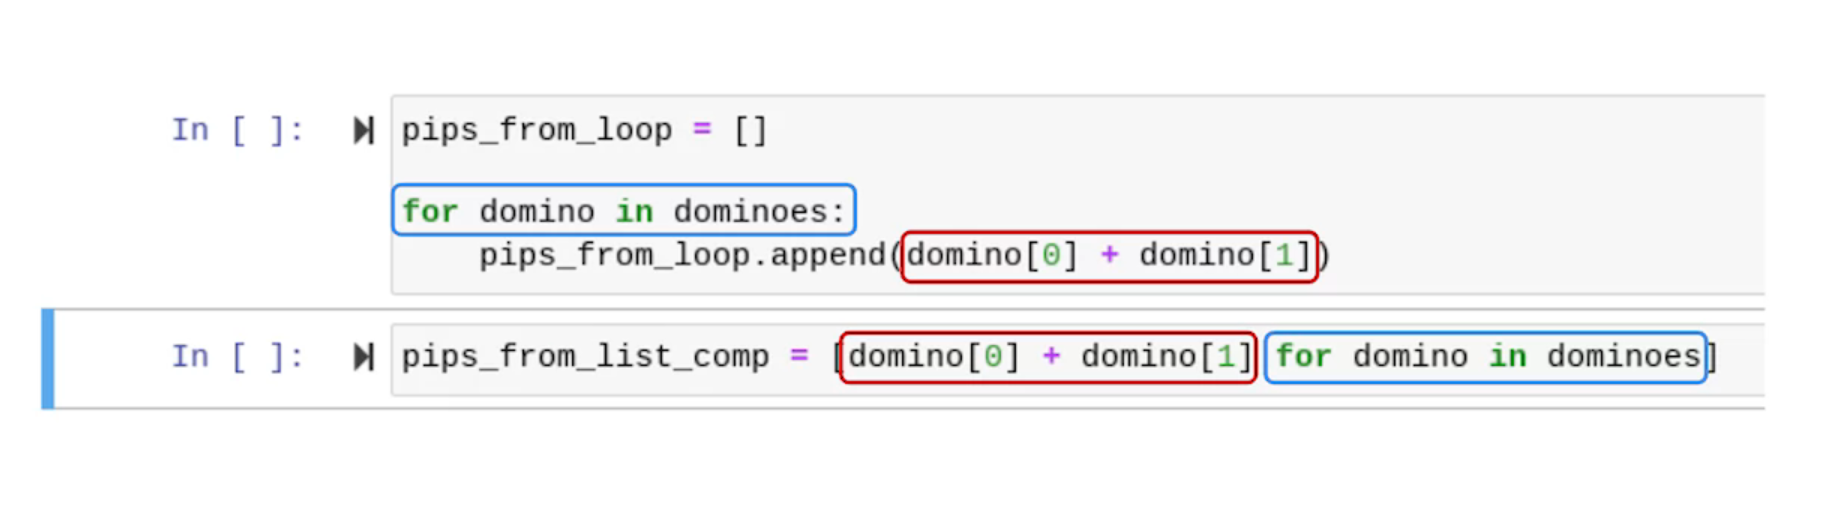 In [ ]: pips_from_loop = []
for domino in dominoes:
    pips_from_loop.append(domino[0] + domino[1])
In [ ]: pips_from_list_comp = [domino[0] + domino[1] for domino in dominoes]